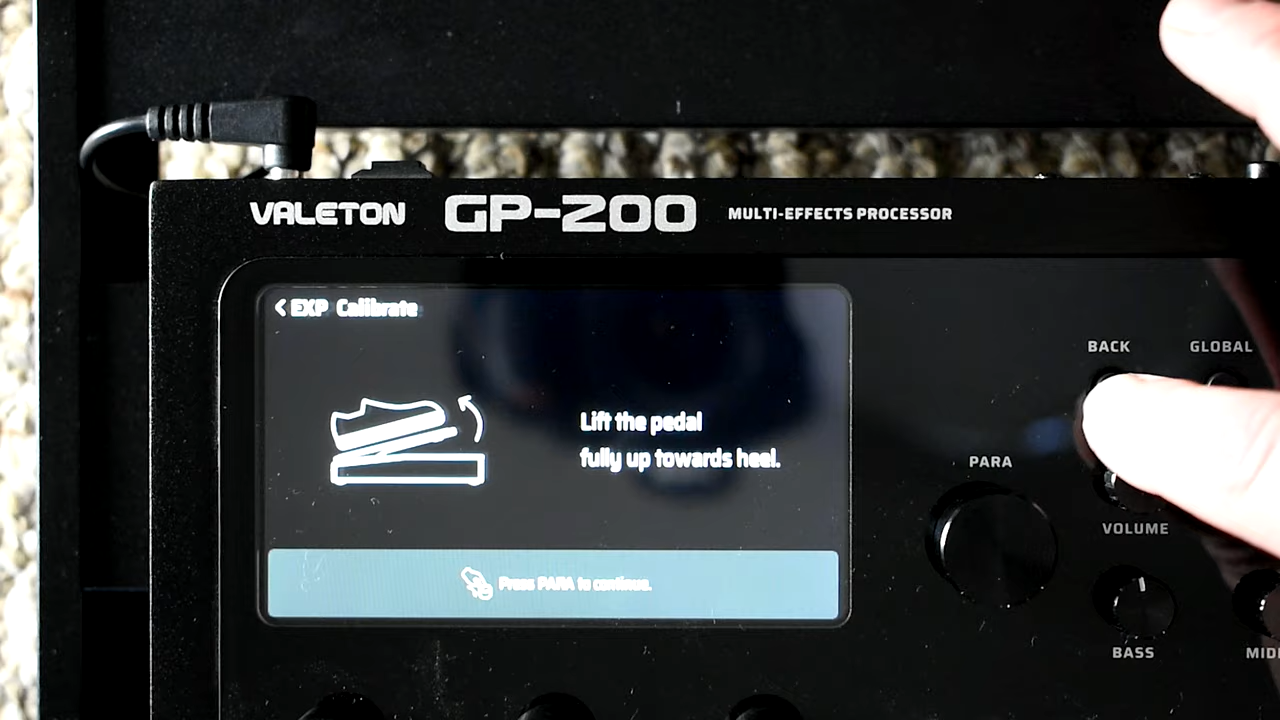 VALETON GP-200 MULTI-EFFECTS PROCESSOR
EXP Calibrate
BACK GLOBAL
Lift the pedal
fully up towards heel.
PARA
VOLUME
Press PARA to continue.
BASS